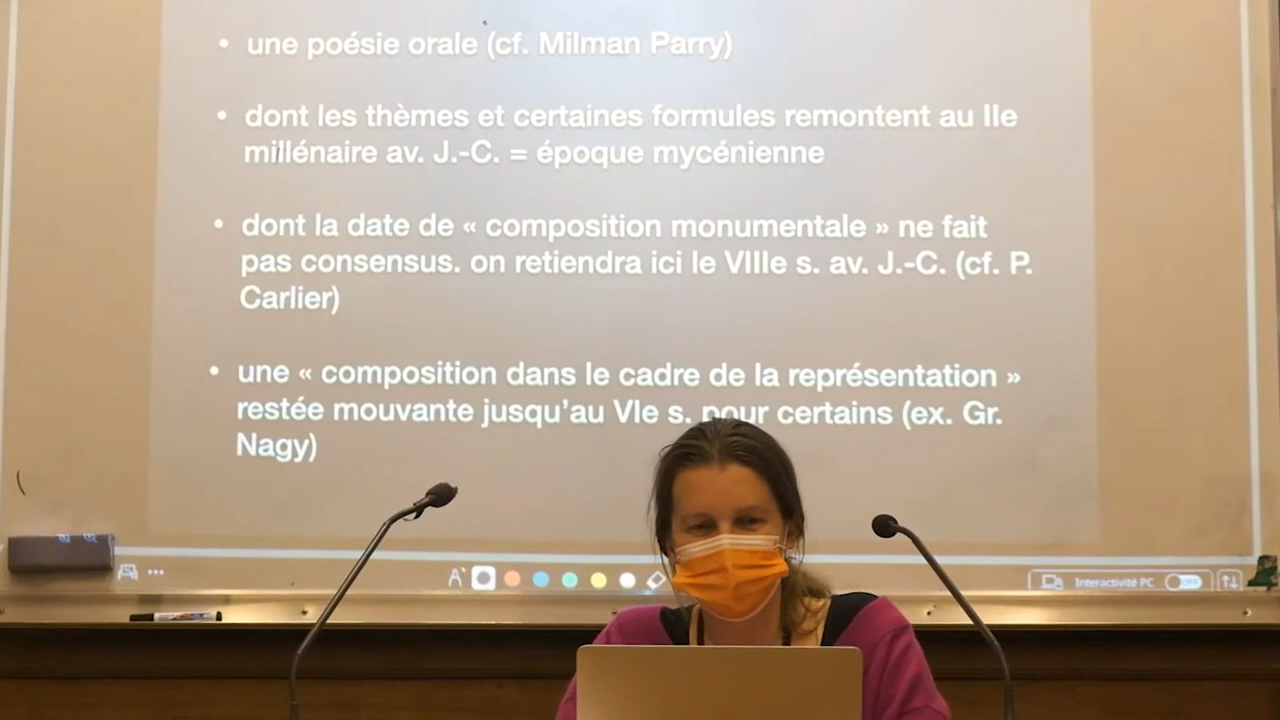 • une poésie orale (cf. Milman Parry)
• dont les thèmes et certaines formules remontent au IIe
millénaire av. J.-C. = époque mycénienne
• dont la date de « composition monumentale » ne fait
pas consensus. on retiendra ici le VIIIe s. av. J.-C. (cf. P.
Carlier)
• une « composition dans le cadre de la représentation »
restée mouvante jusqu’au VIe s. pour certains (ex. Gr.
Nagy)
Interactivité PC OFF